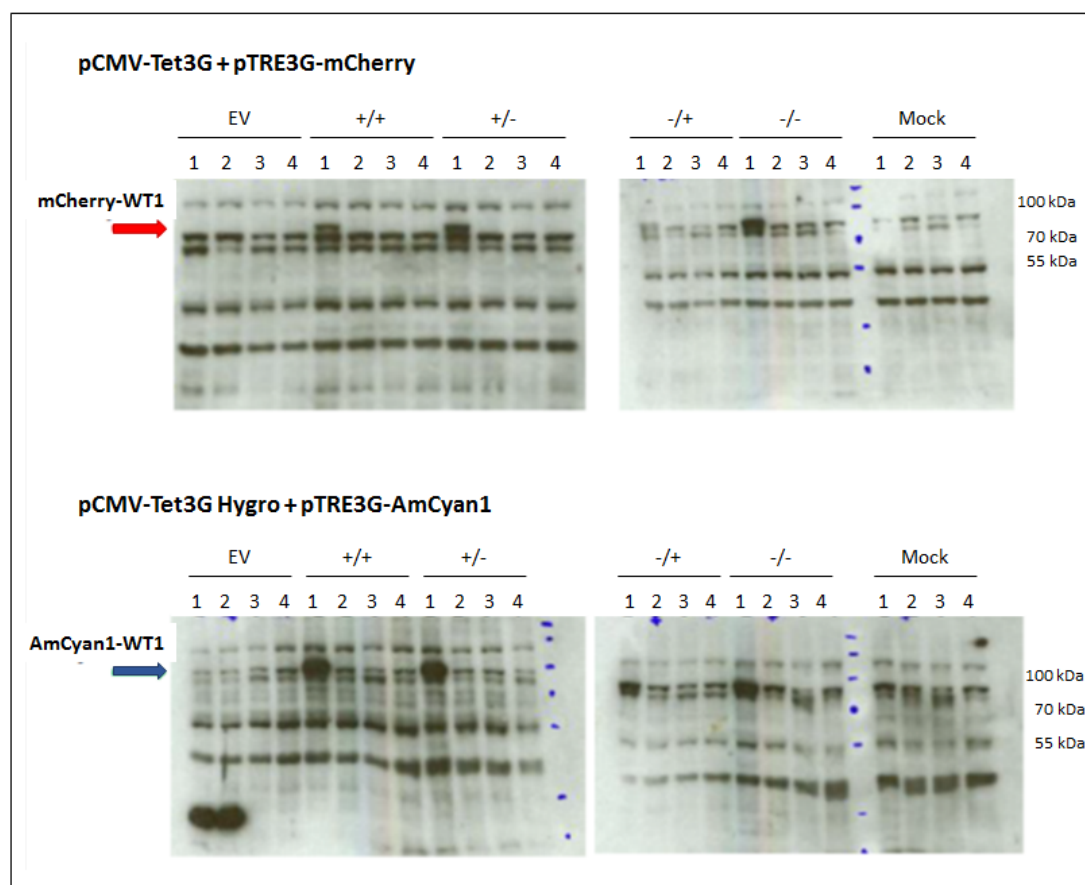 pCMV-Tet3G + pTRE3G-mCherry
EV +/+ +/- -/+ -/- Mock
1 2 3 4 1 2 3 4 1 2 3 4 1 2 3 4 1 2 3 4 1 2 3 4
mCherry-WT1
100 kDa
70 kDa
55 kDa
pCMV-Tet3G Hygro + pTRE3G-AmCyan1
EV +/+ +/- -/+ -/- Mock
1 2 3 4 1 2 3 4 1 2 3 4 1 2 3 4 1 2 3 4 1 2 3 4
AmCyan1-WT1
100 kDa
70 kDa
55 kDa